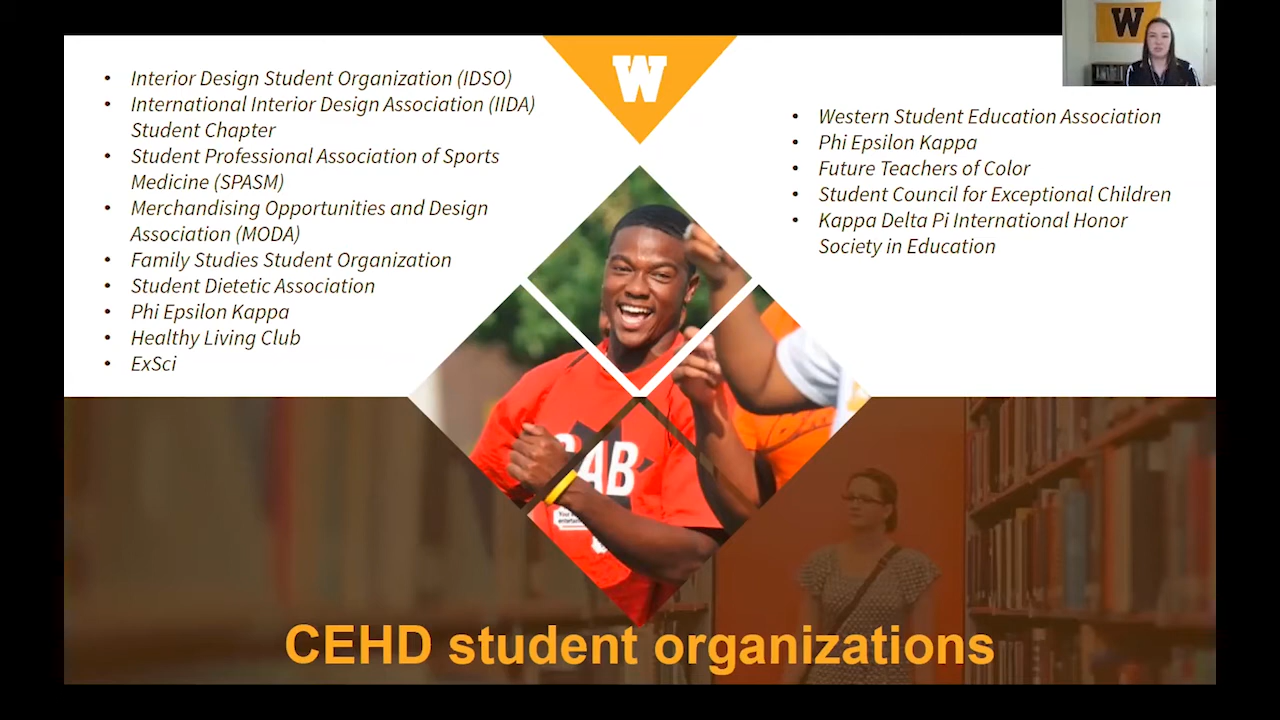 • Interior Design Student Organization (IDSO)
• International Interior Design Association (IIDA)
Student Chapter
• Student Professional Association of Sports
Medicine (SPASM)
• Merchandising Opportunities and Design
Association (MODA)
• Family Studies Student Organization
• Student Dietetic Association
• Phi Epsilon Kappa
• Healthy Living Club
• ExSci
W
W
• Western Student Education Association
• Phi Epsilon Kappa
• Future Teachers of Color
• Student Council for Exceptional Children
• Kappa Delta Pi International Honor
Society in Education
CAB
CEHD student organizations